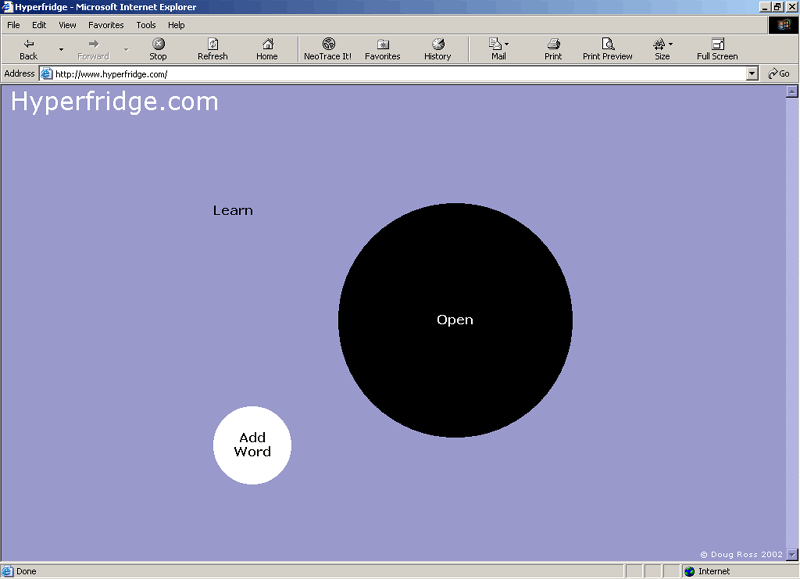 Hyperfridge - Microsoft Internet Explorer
File Edit View Favorites Tools Help
Back Forward Stop Refresh Home NeoTrace It! Favorites History Mail Print Print Preview Size Full Screen
Address http://www.hyperfridge.com/ Go
Hyperfridge.com
Learn
Open
Add
Word
© Doug Ross 2002
Done Internet